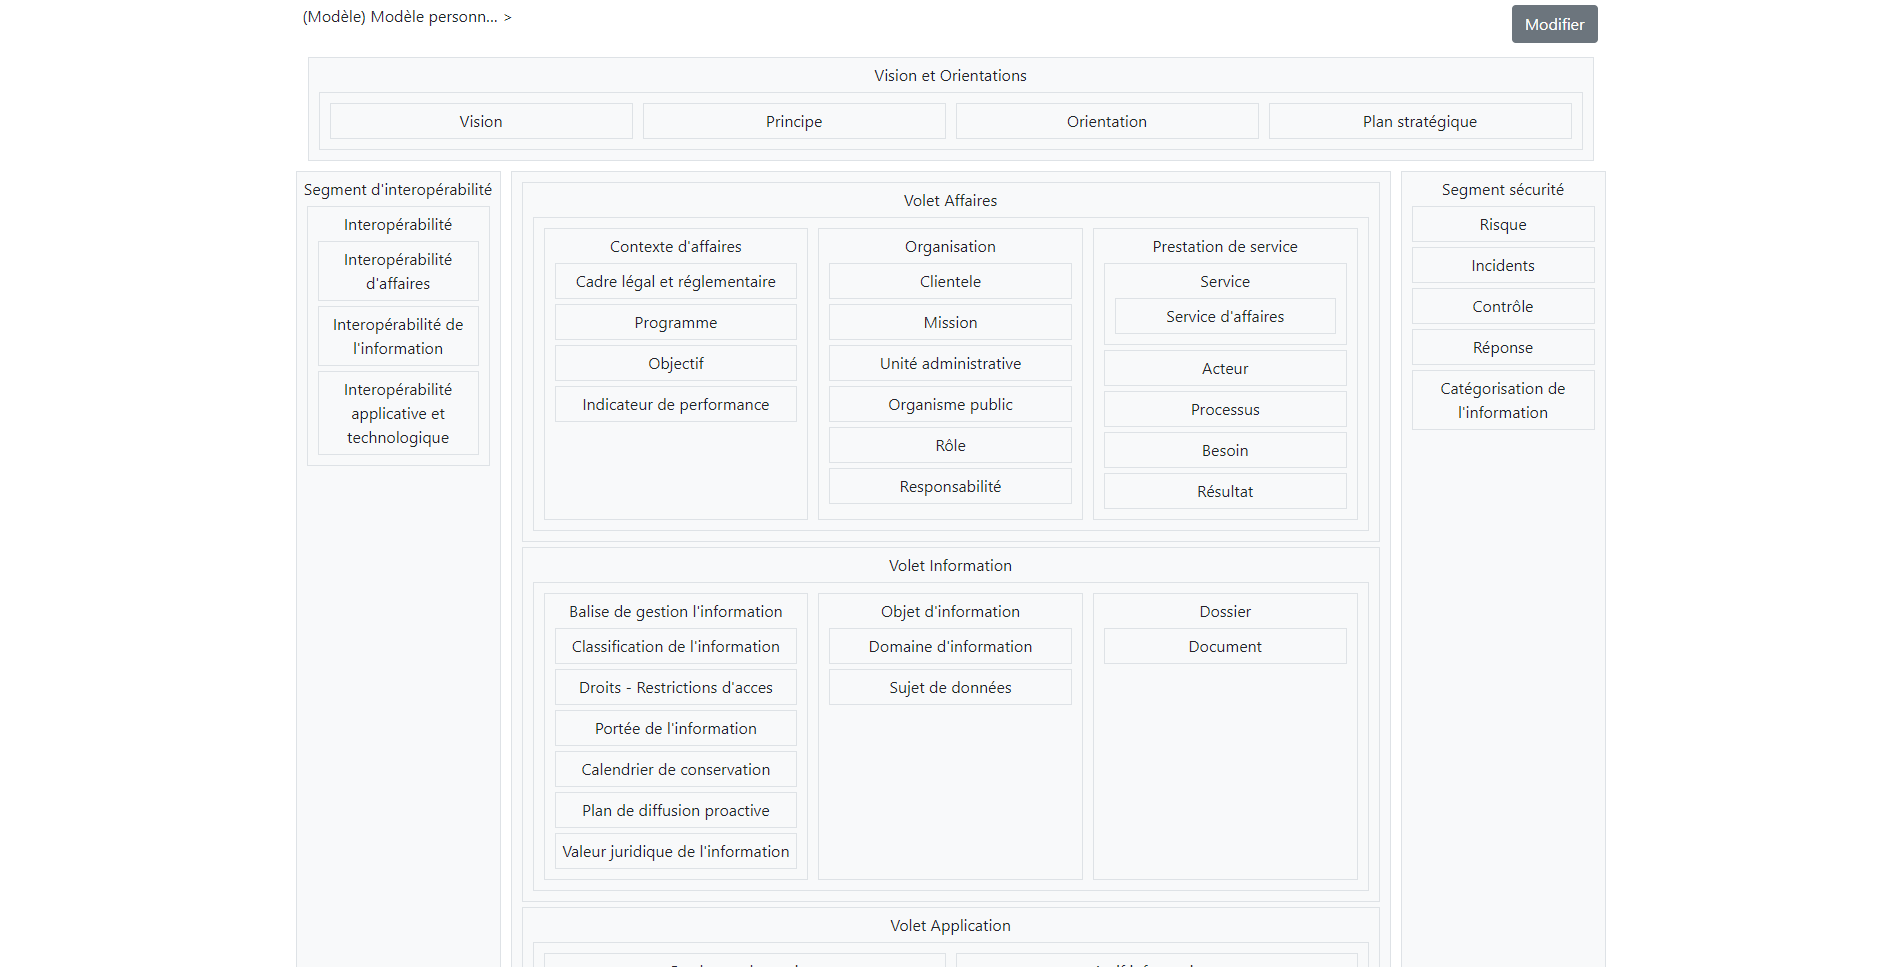 (Modèle) Modèle personn... >
Modifier
Vision et Orientations
Vision
Principe
Orientation
Plan stratégique
Segment d'interopérabilité
Interopérabilité
Interopérabilité
d'affaires
Interopérabilité de
l'information
Interopérabilité
applicative et
technologique
Volet Affaires
Contexte d'affaires
Cadre légal et réglementaire
Programme
Objectif
Indicateur de performance
Organisation
Clientele
Mission
Unité administrative
Organisme public
Rôle
Responsabilité
Prestation de service
Service
Service d'affaires
Acteur
Processus
Besoin
Résultat
Volet Information
Balise de gestion l'information
Classification de l'information
Droits - Restrictions d'acces
Portée de l'information
Calendrier de conservation
Plan de diffusion proactive
Valeur juridique de l'information
Objet d'information
Domaine d'information
Sujet de données
Dossier
Document
Volet Application
Segment sécurité
Risque
Incidents
Contrôle
Réponse
Catégorisation de
l'information